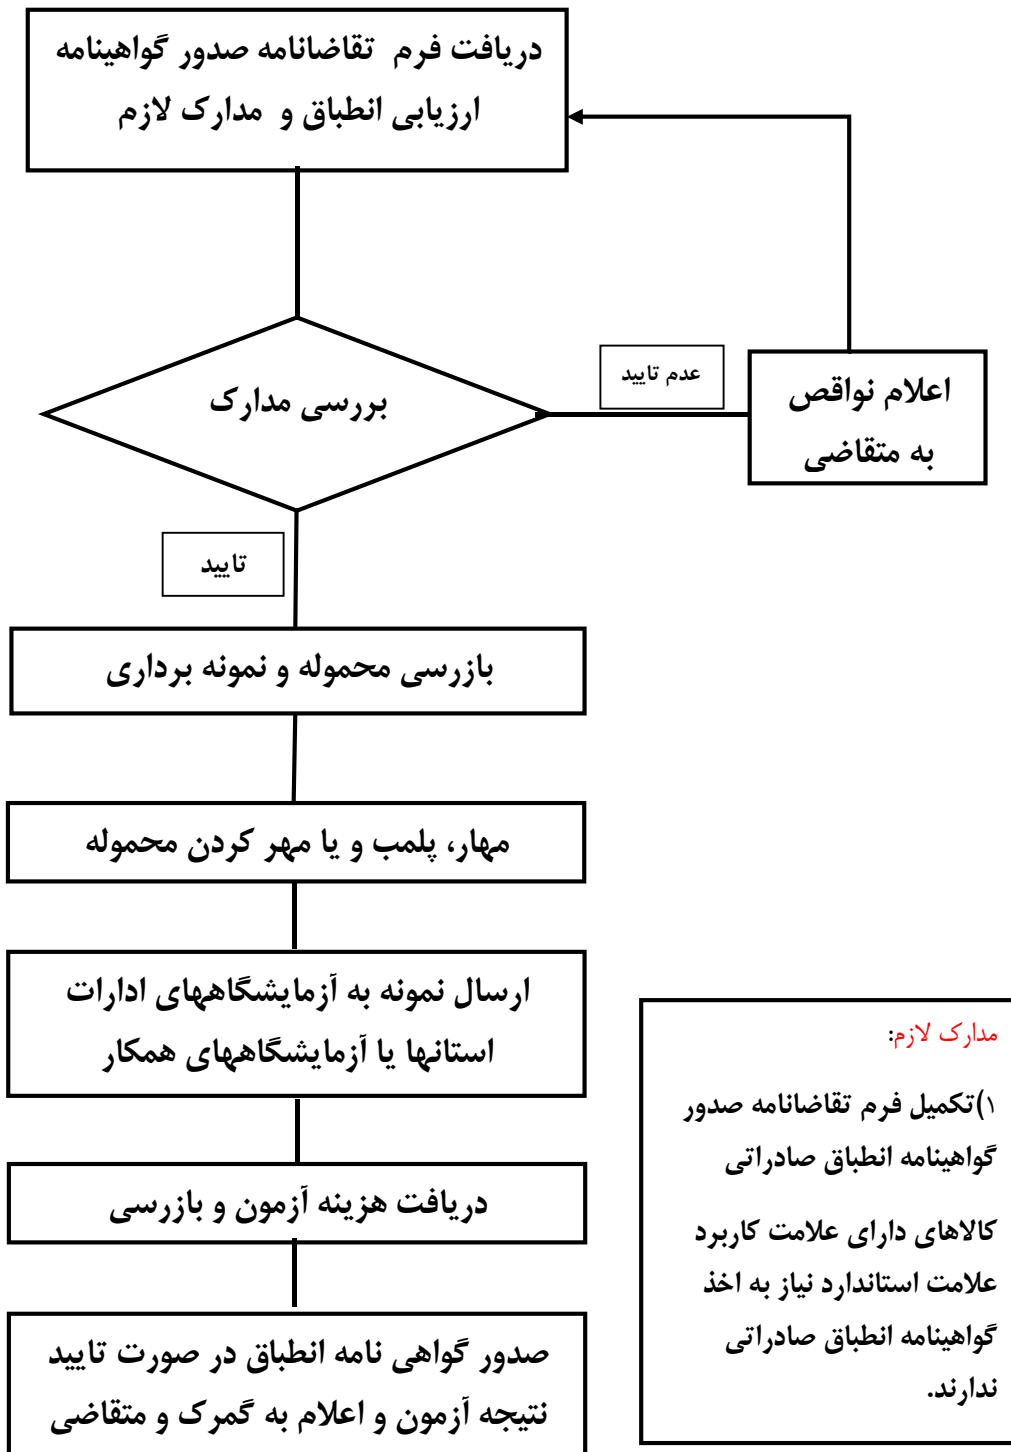 دریافت فرم تقاضانامه صدور گواهینامه
ارزیابی انطباق و مدارک لازم
بررسی مدارک
عدم تایید
اعلام نواقص
به متقاضی
تایید
بازرسی محموله و نمونه برداری
مهار، پلمب و یا مهر کردن محموله
ارسال نمونه به آزمایشگاههای ادارات
استانها یا آزمایشگاههای همکار
دریافت هزینه آزمون و بازرسی
صدور گواهی نامه انطباق در صورت تایید
نتیجه آزمون و اعلام به گمرک و متقاضی
مدارک لازم:
۱)تکمیل فرم تقاضانامه صدور
گواهینامه انطباق صادراتی
کالاهای دارای علامت کاربرد
علامت استاندارد نیاز به اخذ
گواهینامه انطباق صادراتی
ندارند.